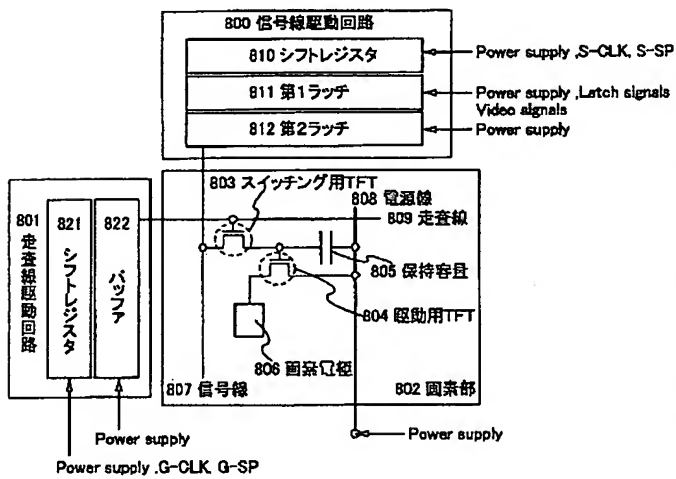 800 信号線駆動回路
810 シフトレジスタ
Power supply ,S-CLK, S-SP
811 第1ラッチ
Power supply ,Latch signals
Video signals
812 第2ラッチ
Power supply
803 スイッチング用TFT
808 電源線
809 走査線
801 走査線駆動回路
821 シフトレジスタ
822 バッファ
805 保持容量
804 駆動用TFT
806 画素電極
807 信号線
802 画素部
Power supply
Power supply
Power supply ,G-CLK, G-SP